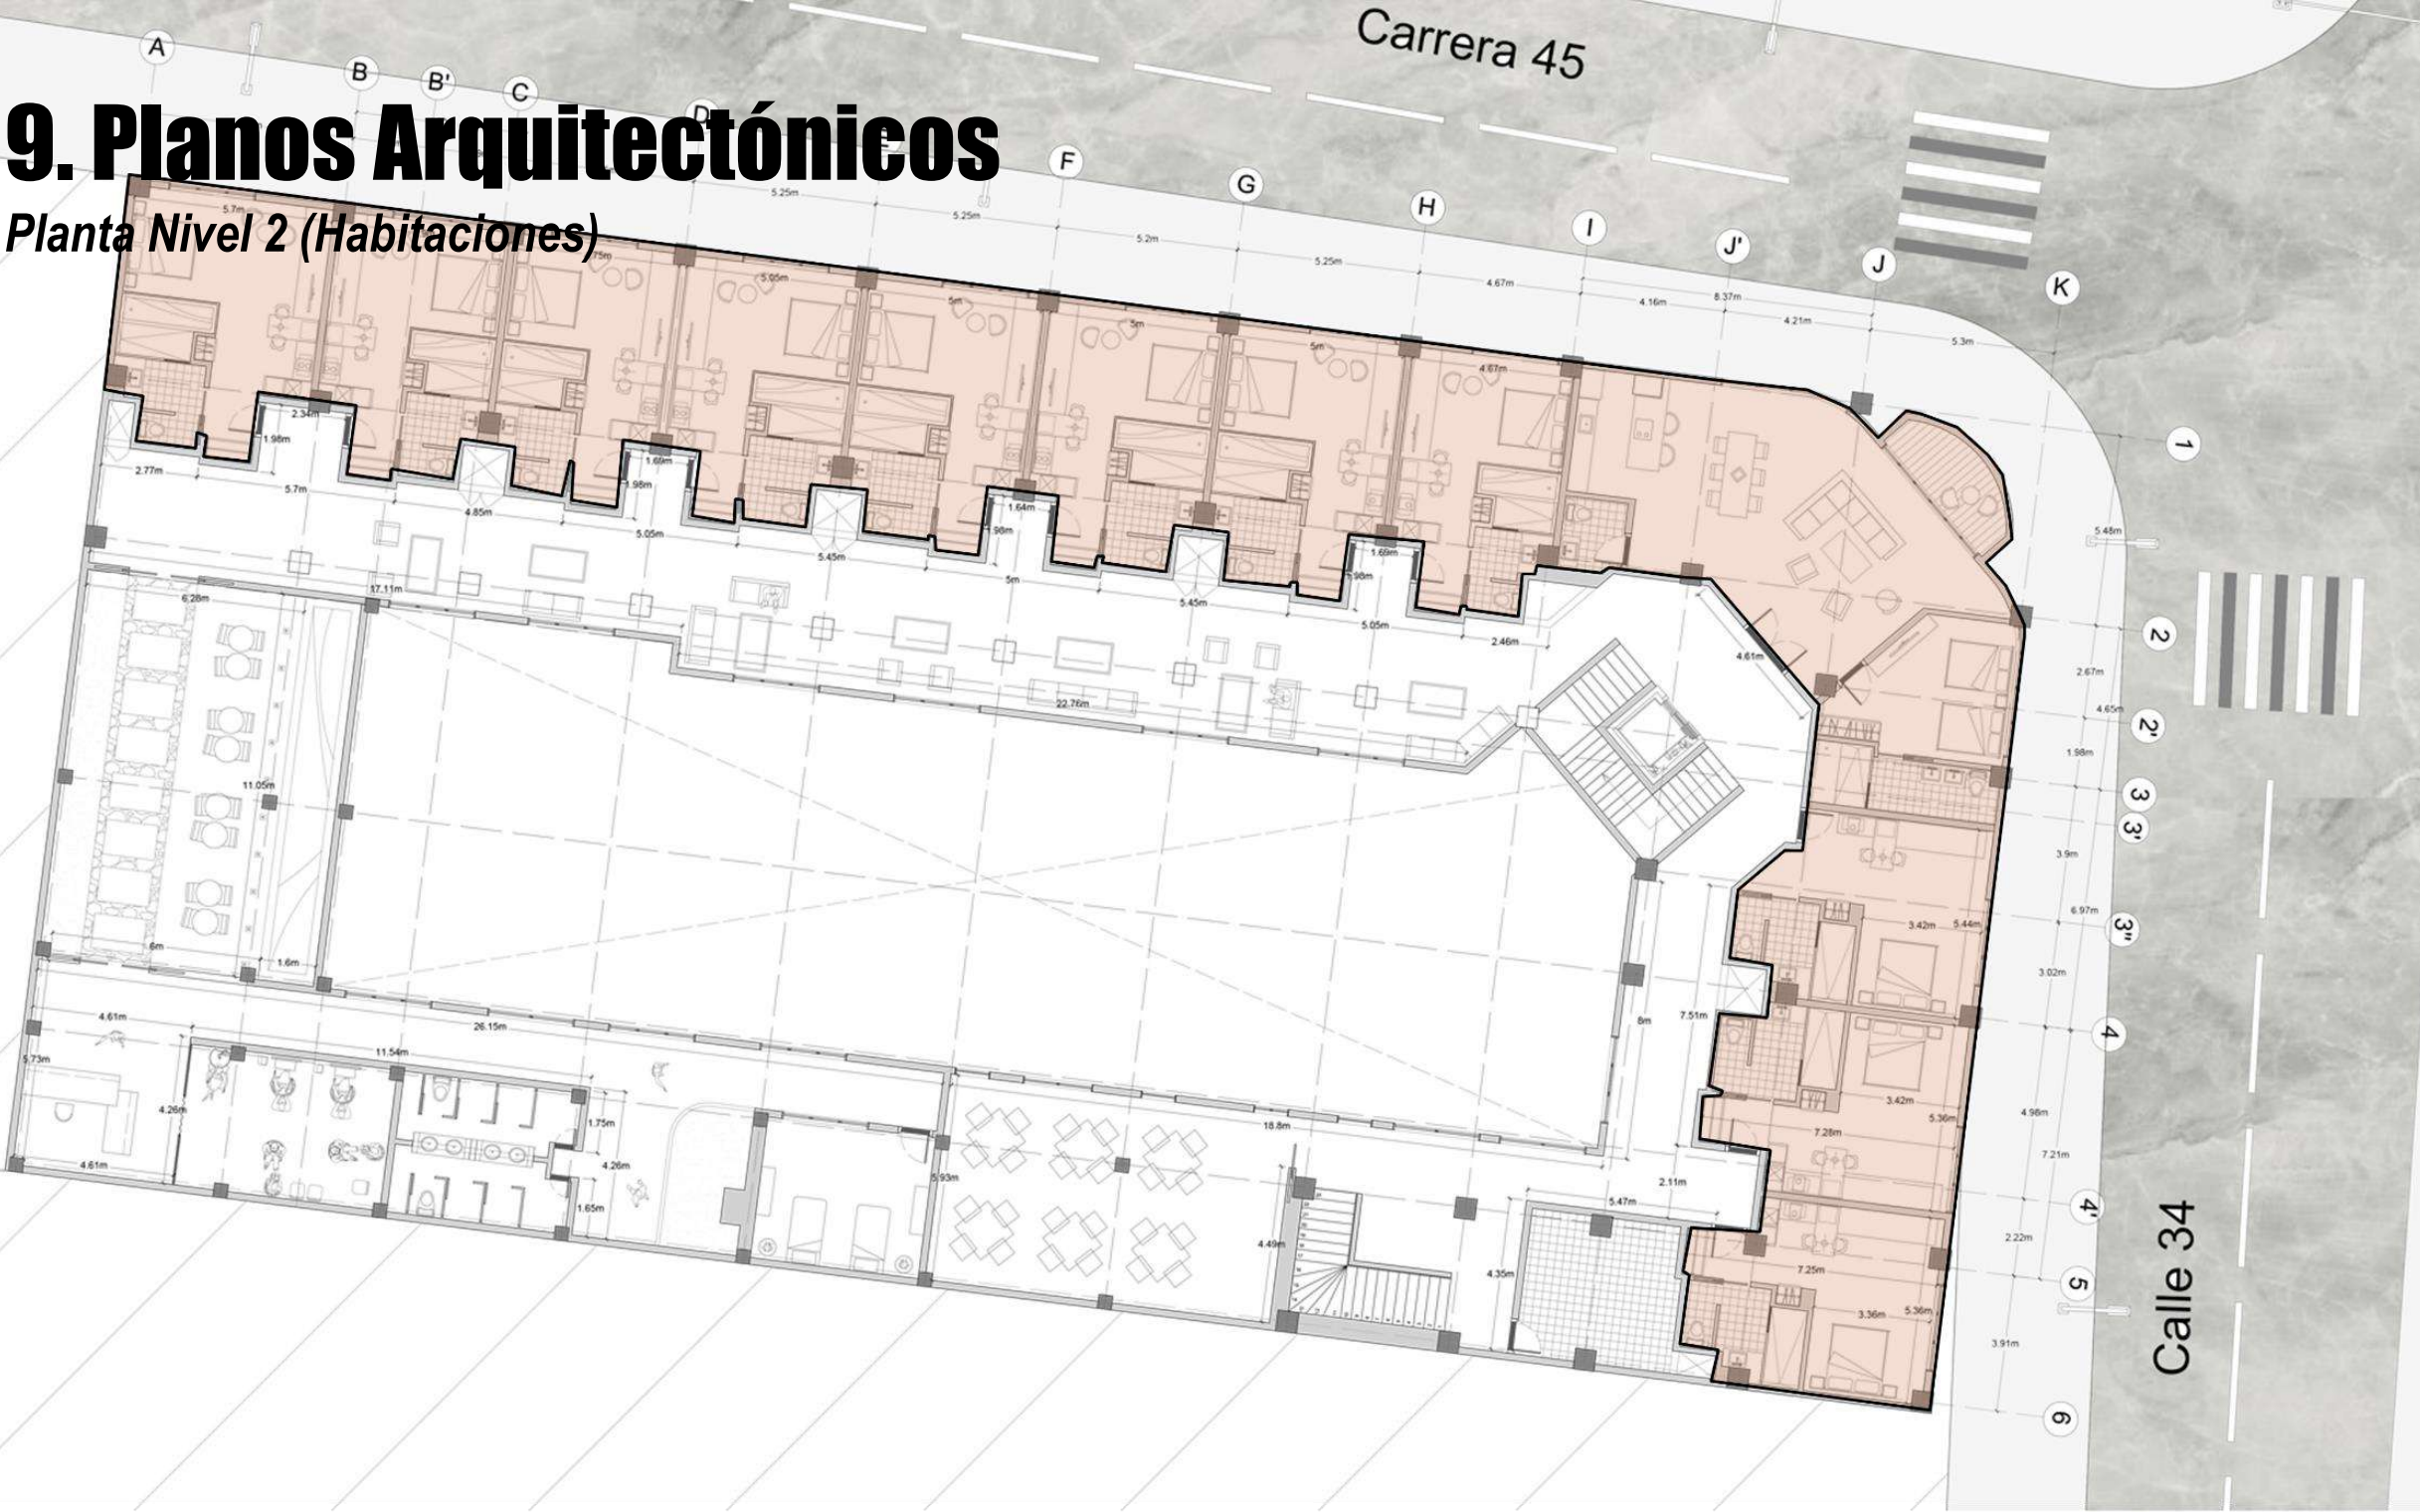 Carrera 45
A
B
B'
C
D
F
G
H
I
J'
J
K
9. Planos Arquitectónicos
Planta Nivel 2 (Habitaciones)
5.25m
5.25m
5.2m
5.25m
4.67m
4.16m
8.37m
4.21m
5.3m
5.7m
5.05m
5m
5m
5m
4.67m
2.34m
1.98m
1.69m
1.98m
1.64m
1.69m
2.77m
5.7m
4.85m
5.05m
5.45m
5m
5.45m
5.05m
2.46m
4.61m
17.11m
22.76m
6.28m
11.05m
6m
1.6m
1
2
2'
3
3'
3"
4
4'
5
6
5.48m
2.67m
4.65m
1.98m
3.9m
6.97m
3.02m
4.98m
7.21m
2.22m
3.91m
3.42m
5.44m
3.42m
5.36m
7.28m
7.25m
3.36m
5.36m
8m
7.51m
2.11m
5.47m
4.35m
4.61m
26.15m
11.54m
4.26m
4.61m
1.75m
4.26m
1.65m
18.8m
4.49m
Calle 34